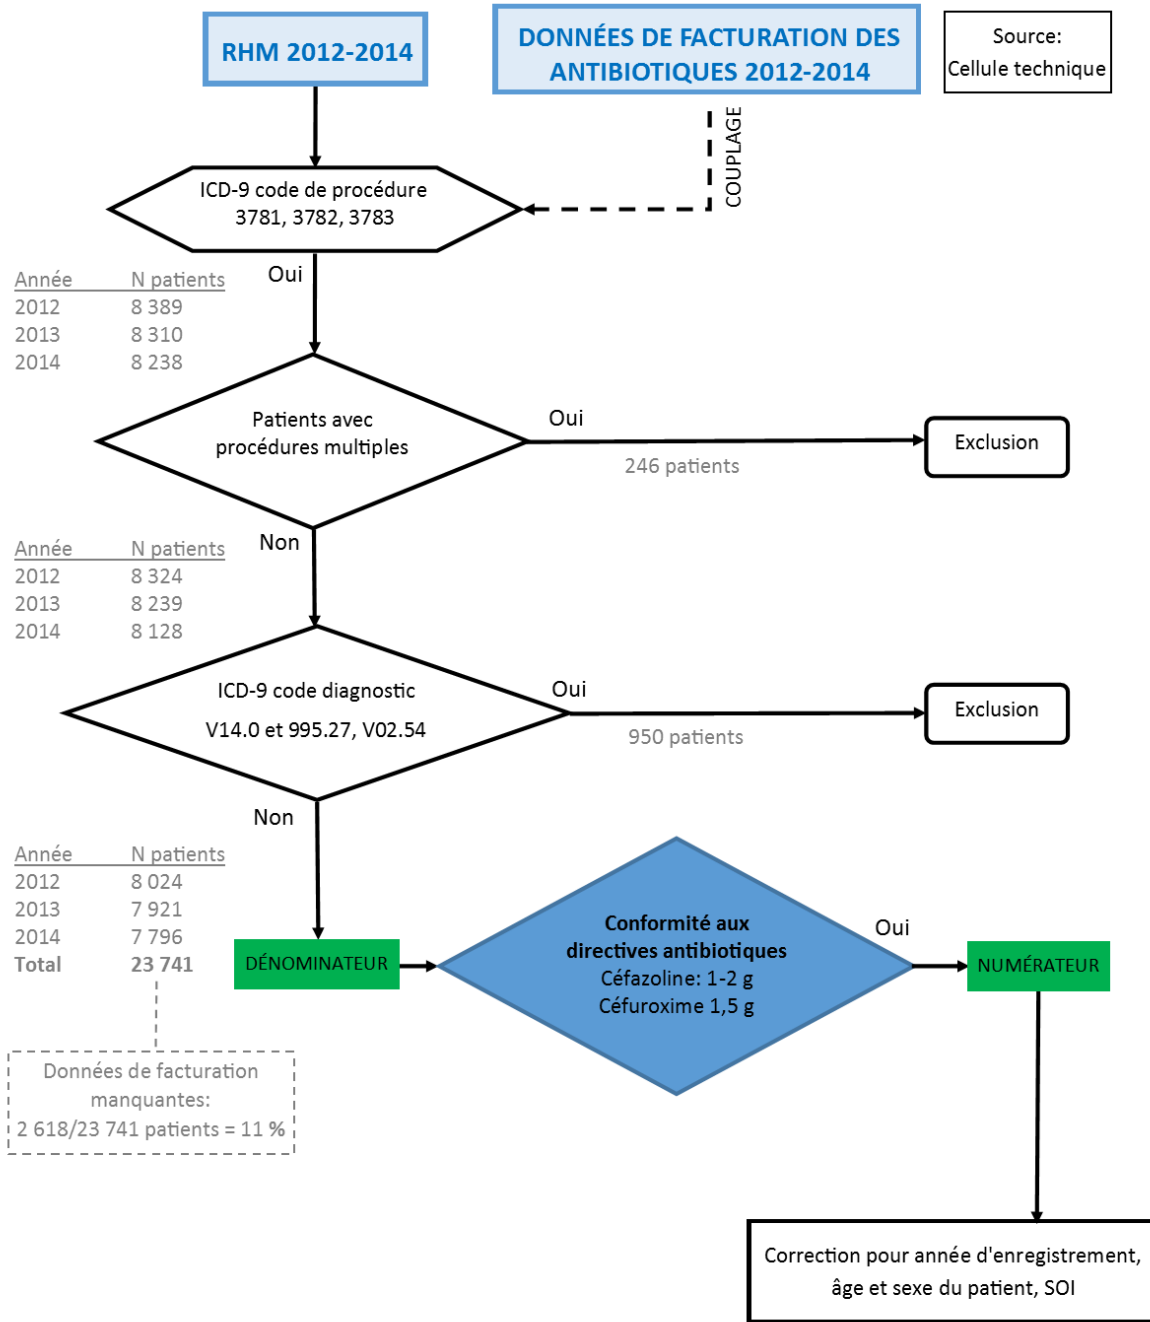 RHM 2012-2014
DONNÉES DE FACTURATION DES
ANTIBIOTIQUES 2012-2014
Source:
Cellule technique
COUPLAGE
ICD-9 code de procédure
3781, 3782, 3783
Oui
Année N patients
2012 8 389
2013 8 310
2014 8 238
Patients avec
procédures multiples
Oui
246 patients
Exclusion
Non
Année N patients
2012 8 324
2013 8 239
2014 8 128
ICD-9 code diagnostic
V14.0 et 995.27, V02.54
Oui
950 patients
Exclusion
Non
Année N patients
2012 8 024
2013 7 921
2014 7 796
Total 23 741
DÉNOMINATEUR
Conformité aux
directives antibiotiques
Céfazoline: 1-2 g
Céfuroxime 1,5 g
Oui
NUMÉRATEUR
Données de facturation
manquantes:
2 618/23 741 patients = 11 %
Correction pour année d'enregistrement,
âge et sexe du patient, SOI